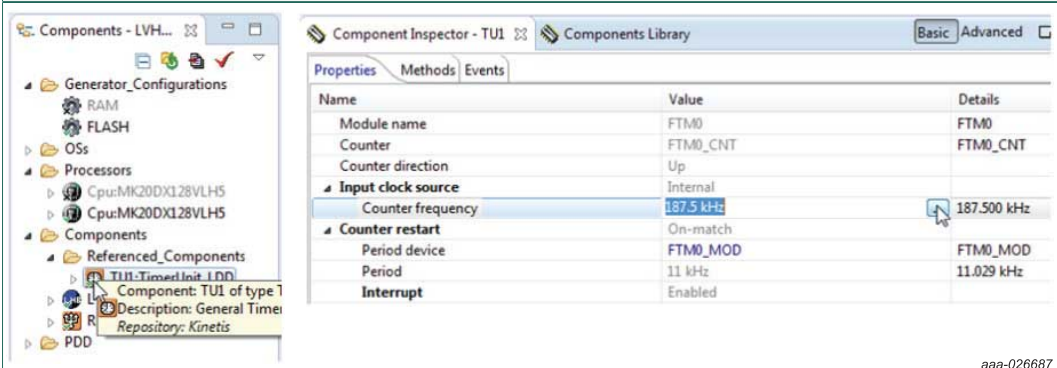 Components - LVH...
Generator_Configurations
RAM
FLASH
OSs
Processors
Cpu:MK20DX128VLH5
Cpu:MK20DX128VLH5
Components
Referenced_Components
TU1:TimerUnit_LDD
L
R
Component: TU1 of type T
Description: General Timer
Repository: Kinetis
PDD
Component Inspector - TU1 Components Library Basic Advanced
Properties Methods Events
Name Value Details
Module name FTM0 FTM0
Counter FTM0_CNT FTM0_CNT
Counter direction Up
Input clock source Internal
Counter frequency 187.5 kHz 187.500 kHz
Counter restart On-match
Period device FTM0_MOD FTM0_MOD
Period 11 kHz 11.029 kHz
Interrupt Enabled
aaa-026687